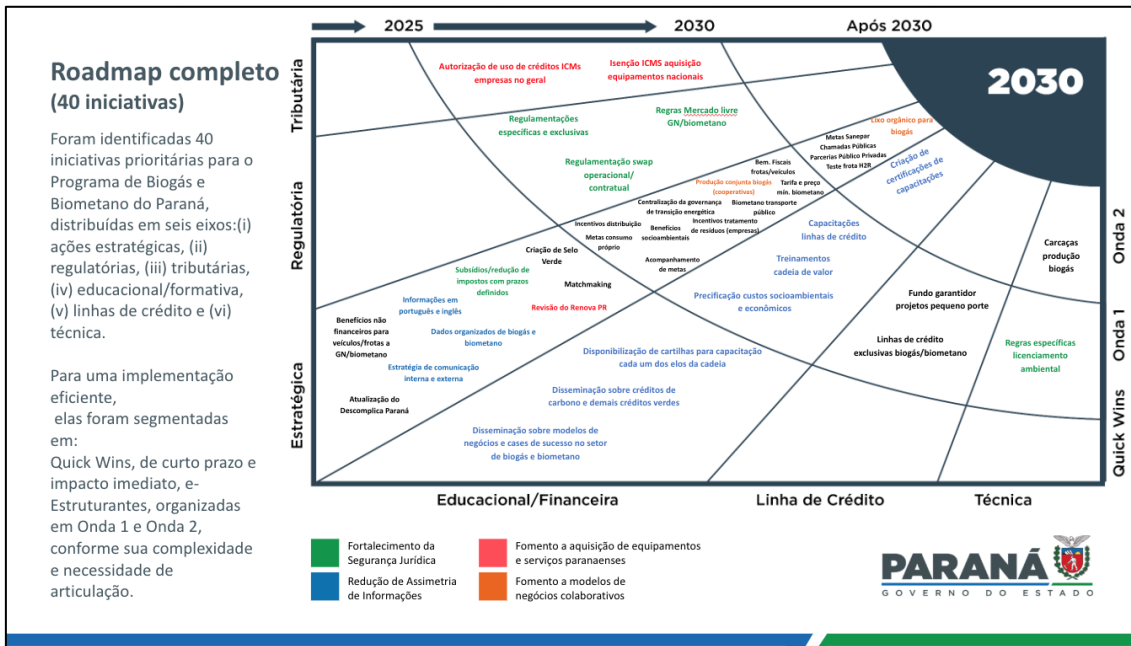 Roadmap completo
(40 iniciativas)
Foram identificadas 40
iniciativas prioritárias para o
Programa de Biogás e
Biometano do Paraná,
distribuídas em seis eixos:(i)
ações estratégicas, (ii)
regulatórias, (iii) tributárias,
(iv) educacional/formativa,
(v) linhas de crédito e (vi)
técnica.
Para uma implementação
eficiente,
elas foram segmentadas
em:
Quick Wins, de curto prazo e
impacto imediato, e-
Estruturantes, organizadas
em Onda 1 e Onda 2,
conforme sua complexidade
e necessidade de
articulação.
2025
2030
Após 2030
2030
Tributária
Regulatória
Estratégica
Autorização de uso de créditos ICMs
empresas no geral
Isenção ICMS aquisição
equipamentos nacionais
Regulamentações
específicas e exclusivas
Regras Mercado livre
GN/biometano
Regulamentação swap
operacional/
contratual
Lixo orgânico para
biogás
Metas Sanepar
Chamadas Públicas
Parcerias Público Privadas
Teste frota H2R
Criação de
certificações de
capacitações
Bem. Fiscais
frotas/veículos
Produção conjunta biogás
(cooperativas)
Tarifa e preço
mín. biometano
Centralização da governança
de transição energética
Biometano transporte
público
Incentivos distribuição
Incentivos tratamento
de resíduos (empresas)
Benefícios
socioambientais
Metas consumo
próprio
Acompanhamento
de metas
Criação de Selo
Verde
Matchmaking
Subsídios/redução de
impostos com prazos
definidos
Revisão do Renova PR
Informações em
português e inglês
Benefícios não
financeiros para
veículos/frotas a
GN/biometano
Dados organizados de biogás e
biometano
Estratégia de comunicação
interna e externa
Atualização do
Descomplica Paraná
Capacitações
linhas de crédito
Treinamentos
cadeia de valor
Precificação custos socioambientais
e econômicos
Disponibilização de cartilhas para capacitação
cada um dos elos da cadeia
Disseminação sobre créditos de
carbono e demais créditos verdes
Disseminação sobre modelos de
negócios e cases de sucesso no setor
de biogás e biometano
Fundo garantidor
projetos pequeno porte
Linhas de crédito
exclusivas biogás/biometano
Carcaças
produção
biogás
Regras específicas
licenciamento
ambiental
Onda 2
Onda 1
Quick Wins
Educacional/Financeira
Linha de Crédito
Técnica
Fortalecimento da
Segurança Jurídica
Redução de Assimetria
de Informações
Fomento a aquisição de equipamentos
e serviços paranaenses
Fomento a modelos de
negócios colaborativos
PARANÁ
GOVERNO DO ESTADO